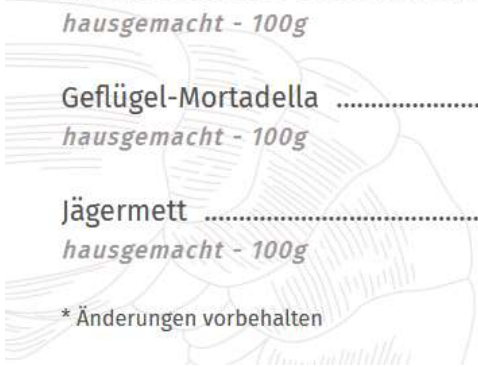 hausgemacht - 100g
Geflügel-Mortadella ....................
hausgemacht - 100g
Jägermett .......................................
hausgemacht - 100g
* Änderungen vorbehalten